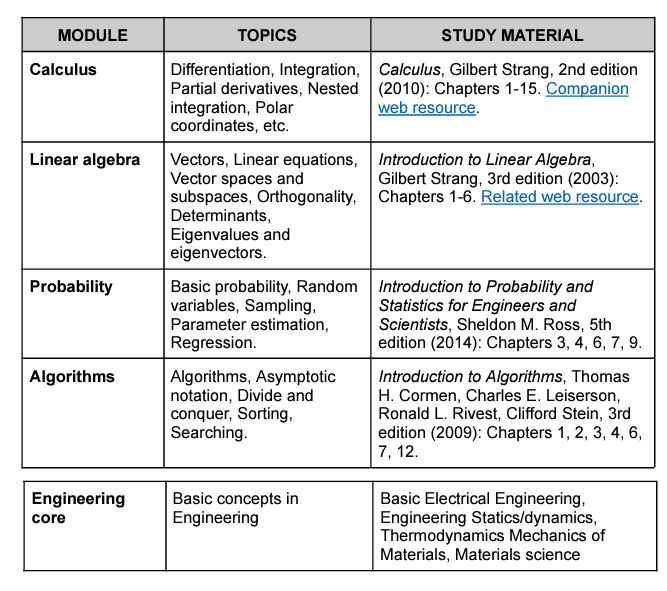 MODULE TOPICS STUDY MATERIAL
Calculus
Differentiation, Integration,
Partial derivatives, Nested
integration, Polar
coordinates, etc.
Calculus, Gilbert Strang, 2nd edition
(2010): Chapters 1-15. Companion
web resource.
Linear algebra
Vectors, Linear equations,
Vector spaces and
subspaces, Orthogonality,
Determinants,
Eigenvalues and
eigenvectors.
Introduction to Linear Algebra,
Gilbert Strang, 3rd edition (2003):
Chapters 1-6. Related web resource.
Probability
Basic probability, Random
variables, Sampling,
Parameter estimation,
Regression.
Introduction to Probability and
Statistics for Engineers and
Scientists, Sheldon M. Ross, 5th
edition (2014): Chapters 3, 4, 6, 7, 9.
Algorithms
Algorithms, Asymptotic
notation, Divide and
conquer, Sorting,
Searching.
Introduction to Algorithms, Thomas
H. Cormen, Charles E. Leiserson,
Ronald L. Rivest, Clifford Stein, 3rd
edition (2009): Chapters 1, 2, 3, 4, 6,
7, 12.
Engineering
core
Basic concepts in
Engineering
Basic Electrical Engineering,
Engineering Statics/dynamics,
Thermodynamics Mechanics of
Materials, Materials science